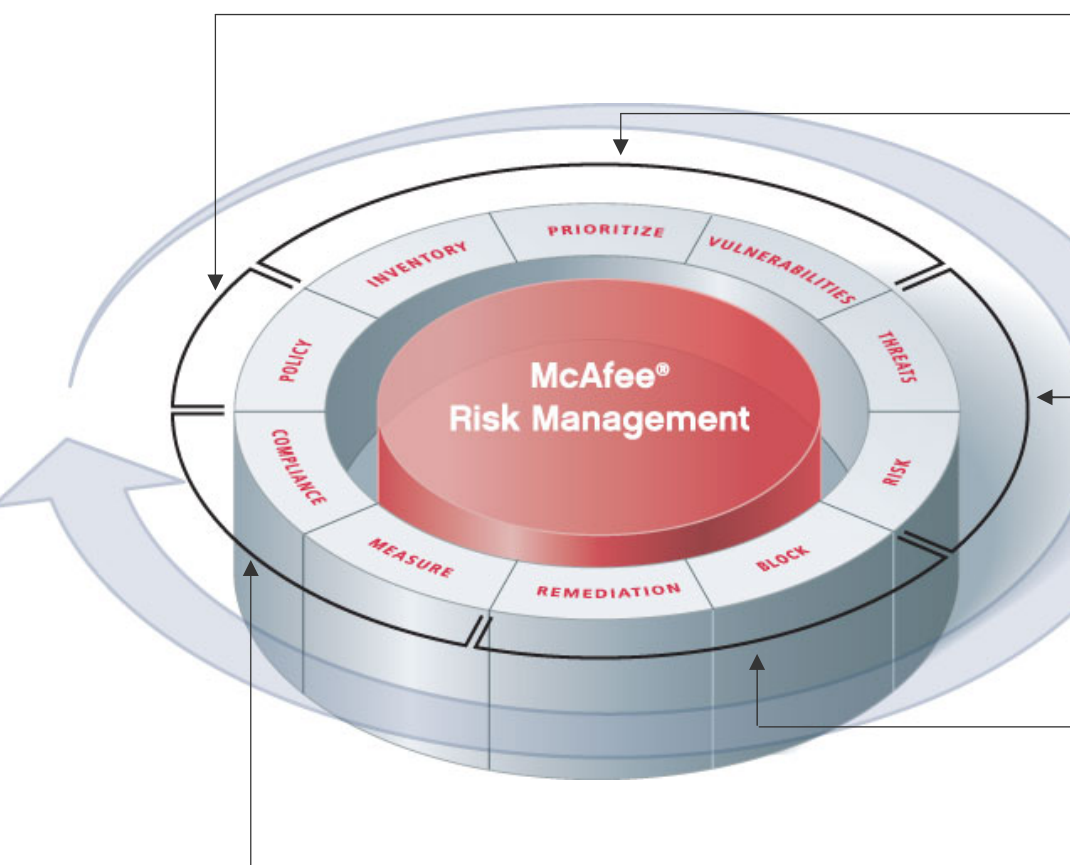 McAfee®
Risk Management
POLICY
INVENTORY
PRIORITIZE
VULNERABILITIES
THREATS
RISK
BLOCK
REMEDIATION
MEASURE
COMPLIANCE